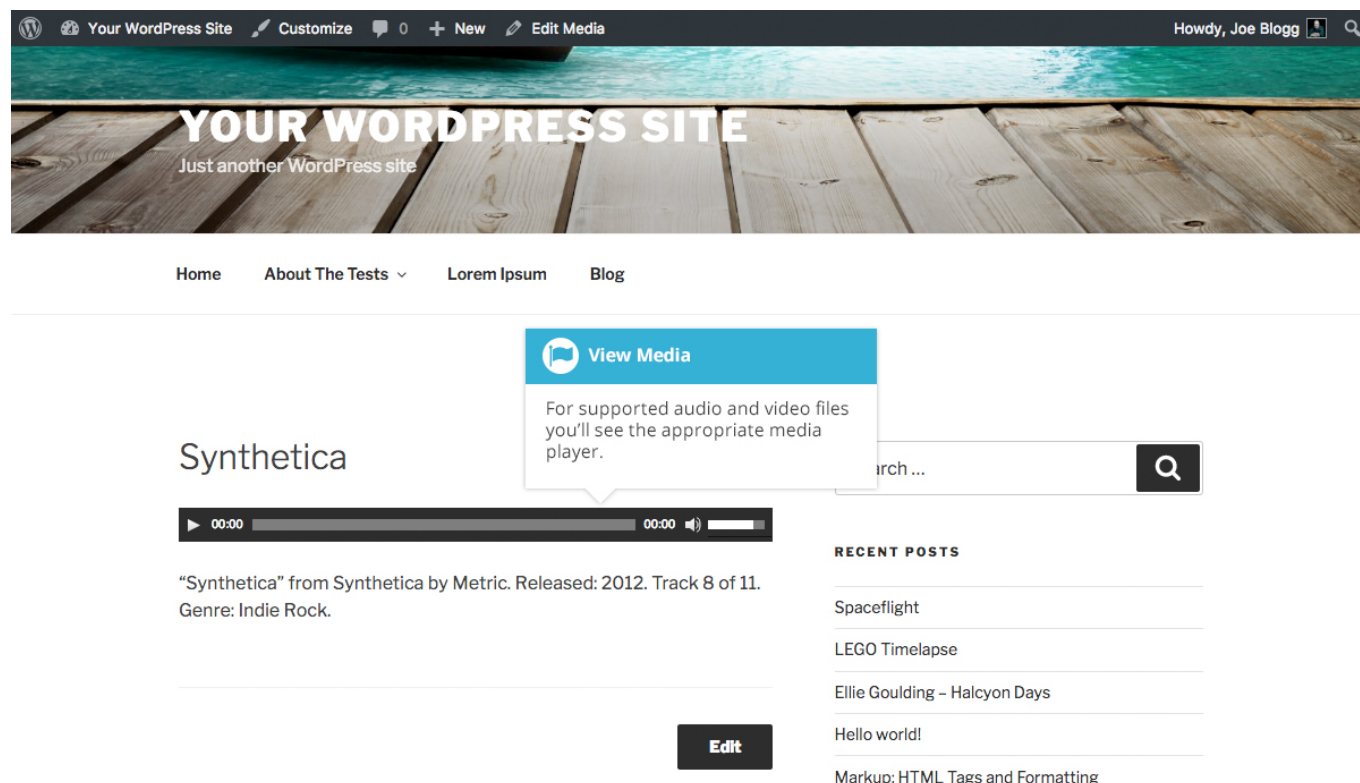 Your WordPress Site Customize 0 New Edit Media Howdy, Joe Blogg
YOUR WORDPRESS SITE
Just another WordPress site
Home About The Tests Lorem Ipsum Blog
View Media
For supported audio and video files
you’ll see the appropriate media
player.
Synthetica
00:00 00:00
“Synthetica” from Synthetica by Metric. Released: 2012. Track 8 of 11.
Genre: Indie Rock.
Edit
RECENT POSTS
Spaceflight
LEGO Timelapse
Ellie Goulding – Halcyon Days
Hello world!
Markup: HTML Tags and Formatting